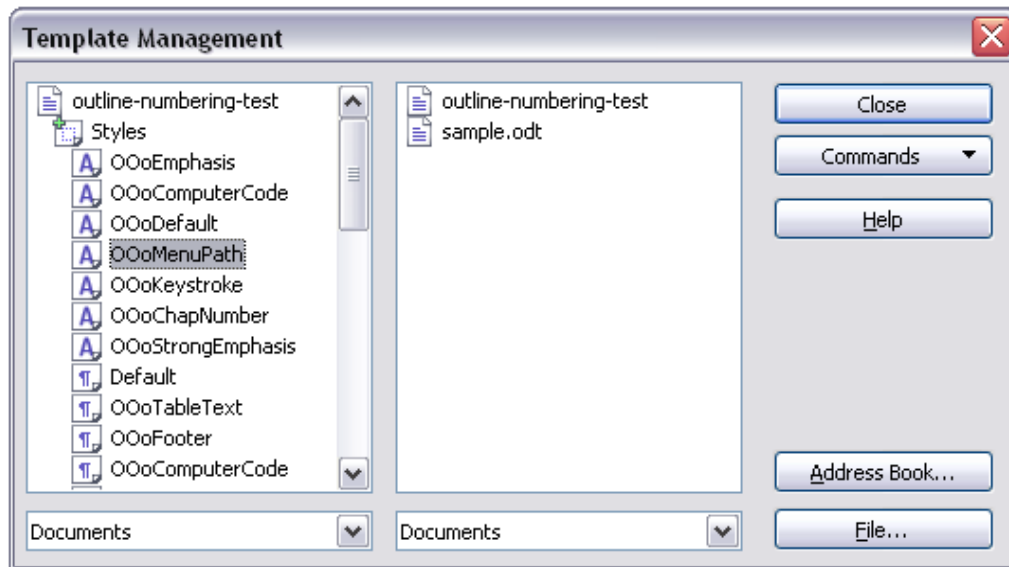 Template Management
outline-numbering-test
Styles
OOoEmphasis
OOoComputerCode
OOoDefault
OOoMenuPath
OOoKeystroke
OOoChapNumber
OOoStrongEmphasis
Default
OOoTableText
OOoFooter
OOoComputerCode
Documents
outline-numbering-test
sample.odt
Documents
Close
Commands
Help
Address Book...
File...